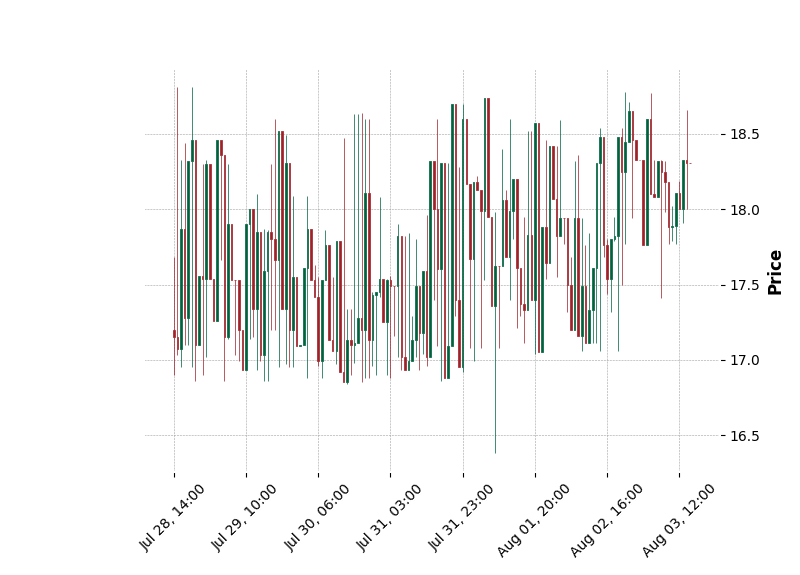 18.5
18.0
17.5
17.0
16.5
Price
Jul 28, 14:00
Jul 29, 10:00
Jul 30, 06:00
Jul 31, 03:00
Jul 31, 23:00
Aug 01, 20:00
Aug 02, 16:00
Aug 03, 12:00